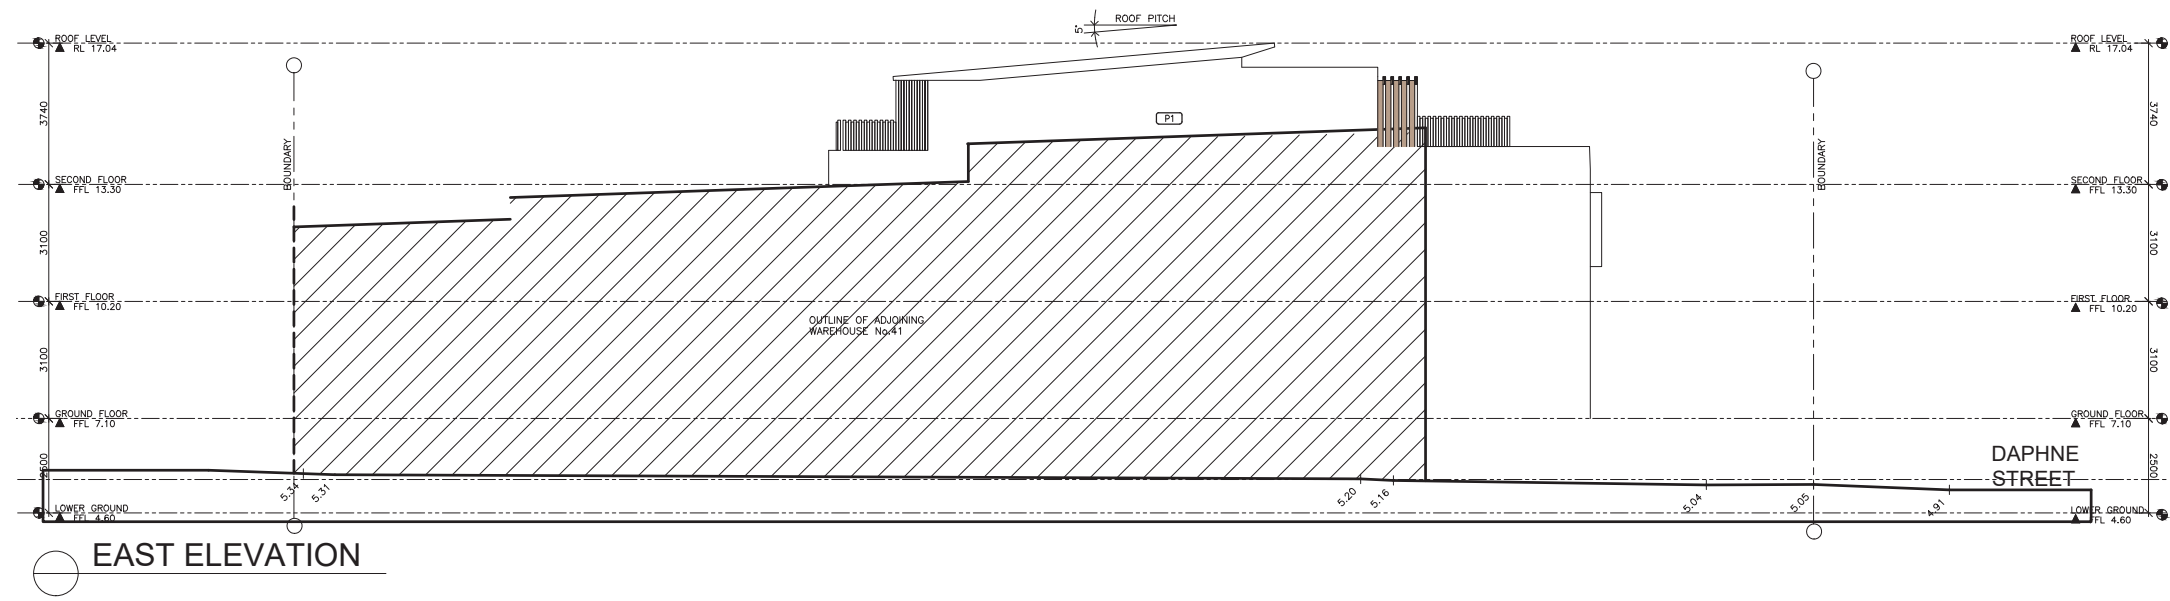 ROOF PITCH
5°
ROOF LEVEL
RL 17.04
ROOF LEVEL
RL 17.04
3740
3740
P1
BOUNDARY
BOUNDARY
SECOND FLOOR
FFL 13.30
SECOND FLOOR
FFL 13.30
3100
3100
FIRST FLOOR
FFL 10.20
FIRST FLOOR
FFL 10.20
OUTLINE OF ADJOINING
WAREHOUSE No.41
3100
3100
GROUND FLOOR
FFL 7.10
GROUND FLOOR
FFL 7.10
DAPHNE
STREET
2500
2500
5.34
5.31
5.20
5.16
5.04
5.05
4.91
LOWER GROUND
FFL 4.60
LOWER GROUND
FFL 4.60
EAST ELEVATION